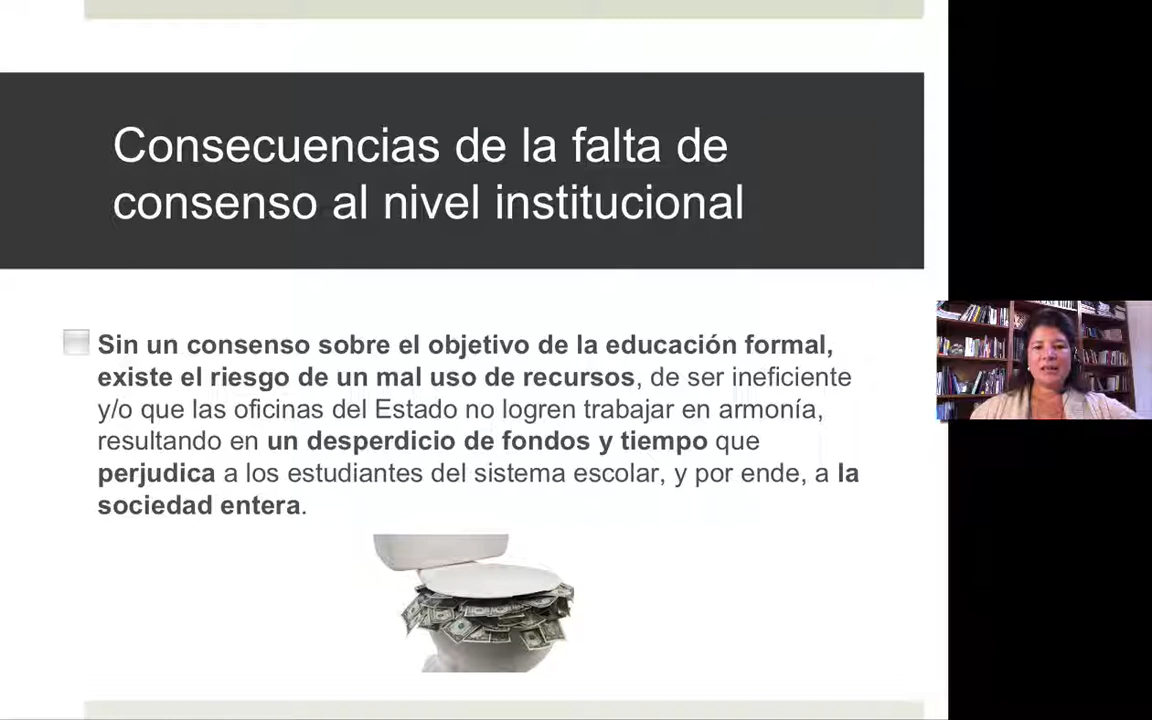 Consecuencias de la falta de
consenso al nivel institucional
Sin un consenso sobre el objetivo de la educación formal,
existe el riesgo de un mal uso de recursos, de ser ineficiente
y/o que las oficinas del Estado no logren trabajar en armonía,
resultando en un desperdicio de fondos y tiempo que
perjudica a los estudiantes del sistema escolar, y por ende, a la
sociedad entera.